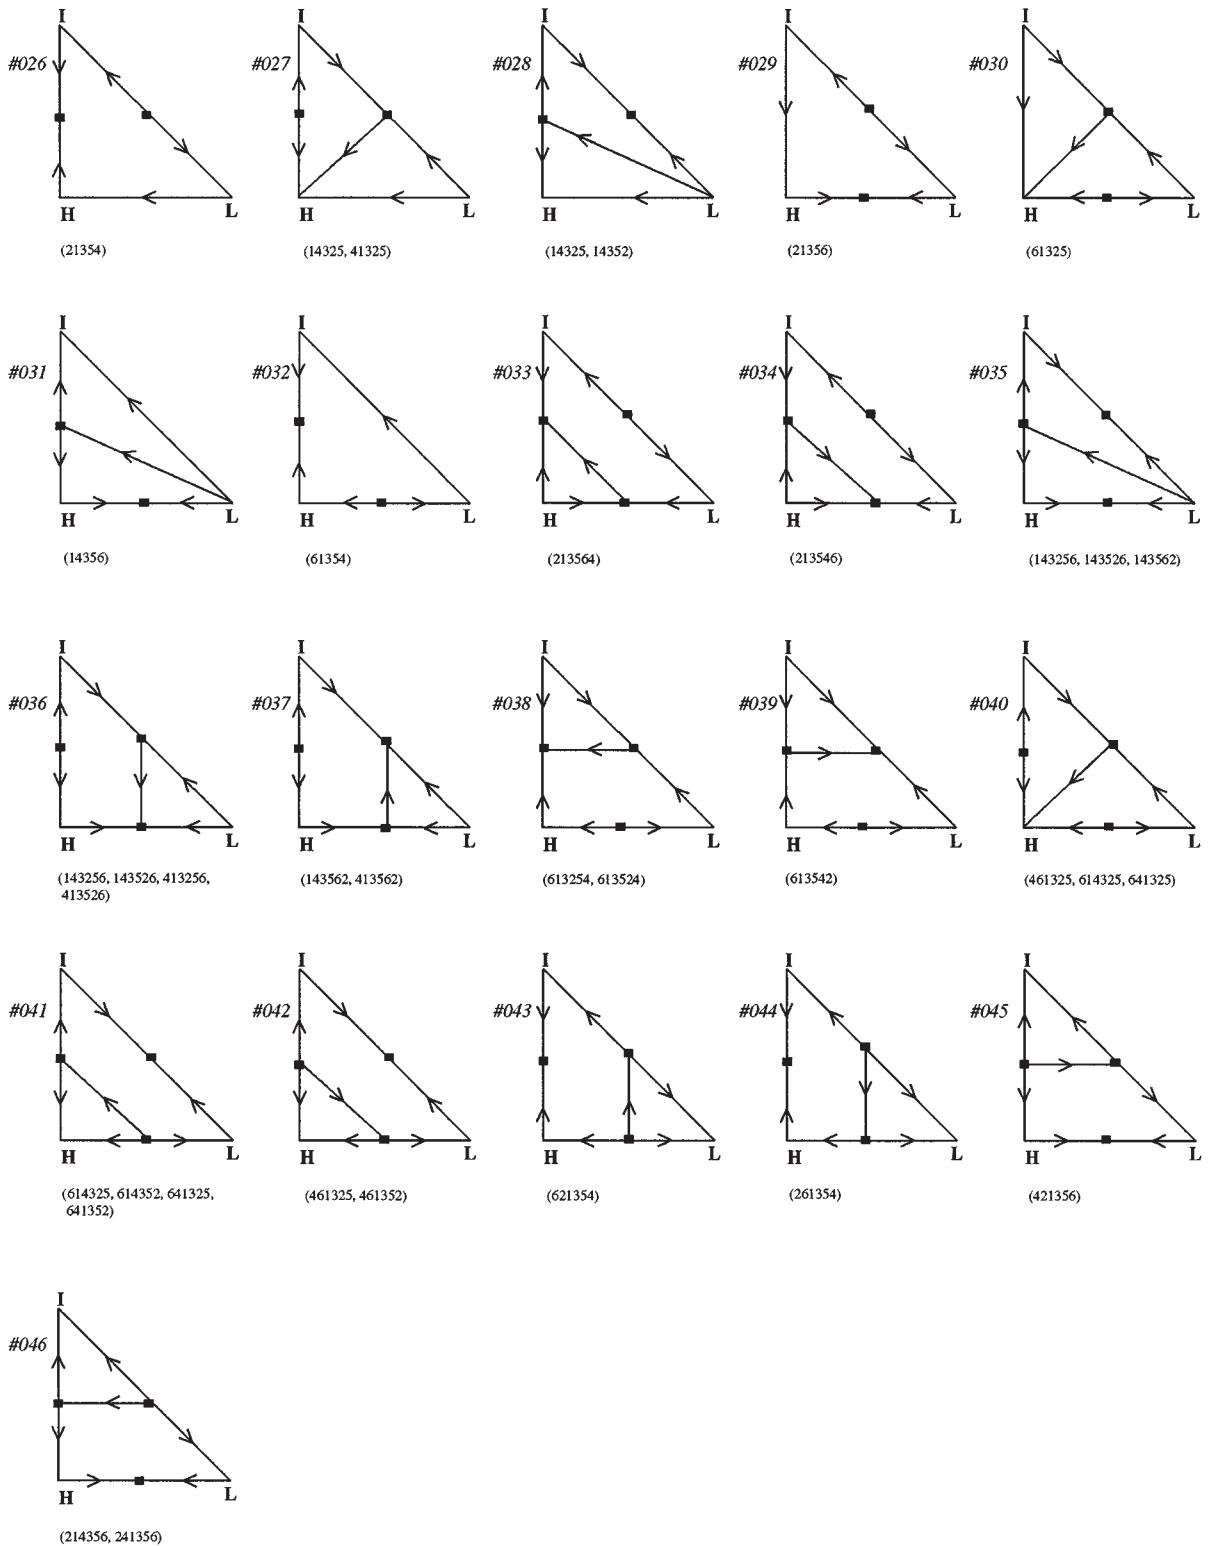 I I I I I
#026 #027 #028 #029 #030
H L H L H L H L H L
(21354) (14325, 41325) (14325, 14352) (21356) (61325)
I I I I I
#031 #032 #033 #034 #035
H L H L H L H L H L
(14356) (61354) (213564) (213546) (143256, 143526, 143562)
I I I I I
#036 #037 #038 #039 #040
H L H L H L H L H L
(143256, 143526, 413256, (143562, 413562) (613254, 613524) (613542) (461325, 614325, 641325)
413526)
I I I I I
#041 #042 #043 #044 #045
H L H L H L H L H L
(614325, 614352, 641325, (461325, 461352) (621354) (261354) (421356)
641352)
I
#046
H L
(214356, 241356)